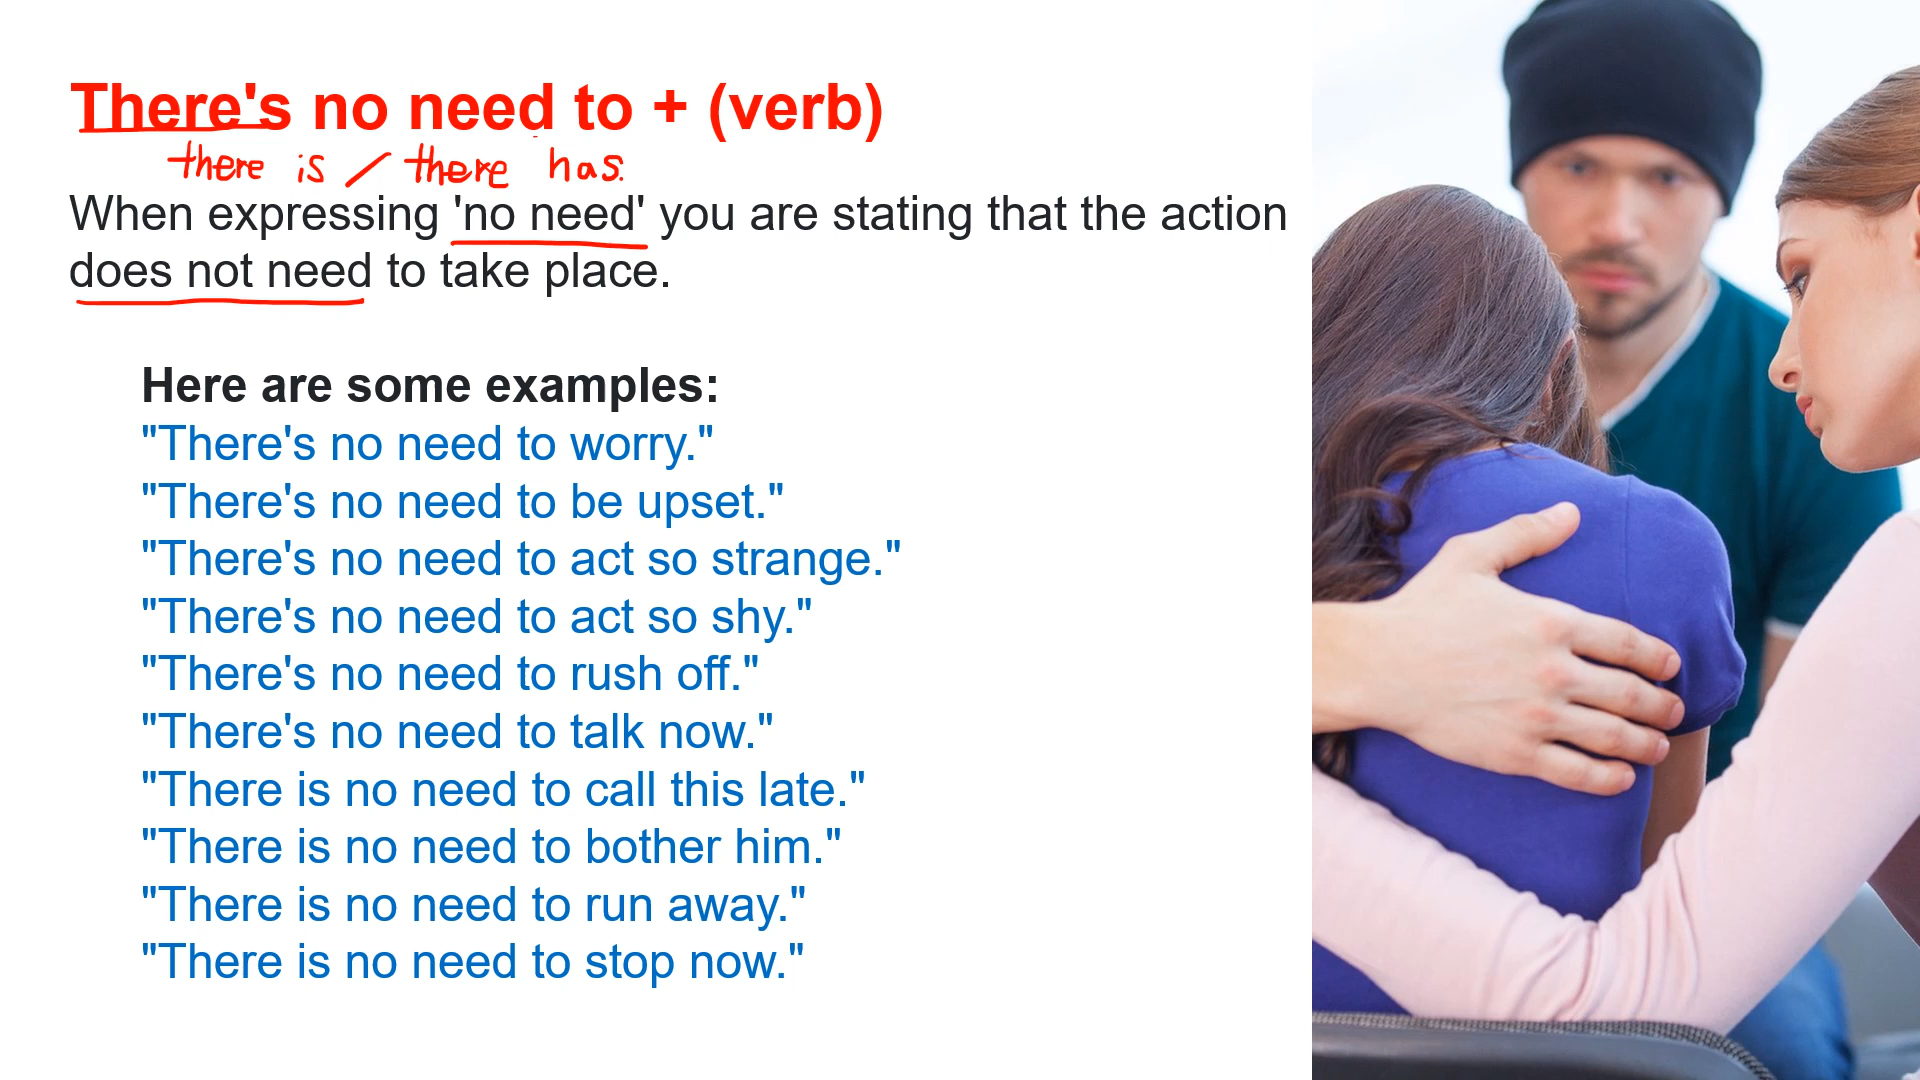 There's no need to + (verb)
there is / there has.
When expressing 'no need' you are stating that the action
does not need to take place.
Here are some examples:
"There's no need to worry."
"There's no need to be upset."
"There's no need to act so strange."
"There's no need to act so shy."
"There's no need to rush off."
"There's no need to talk now."
"There is no need to call this late."
"There is no need to bother him."
"There is no need to run away."
"There is no need to stop now."